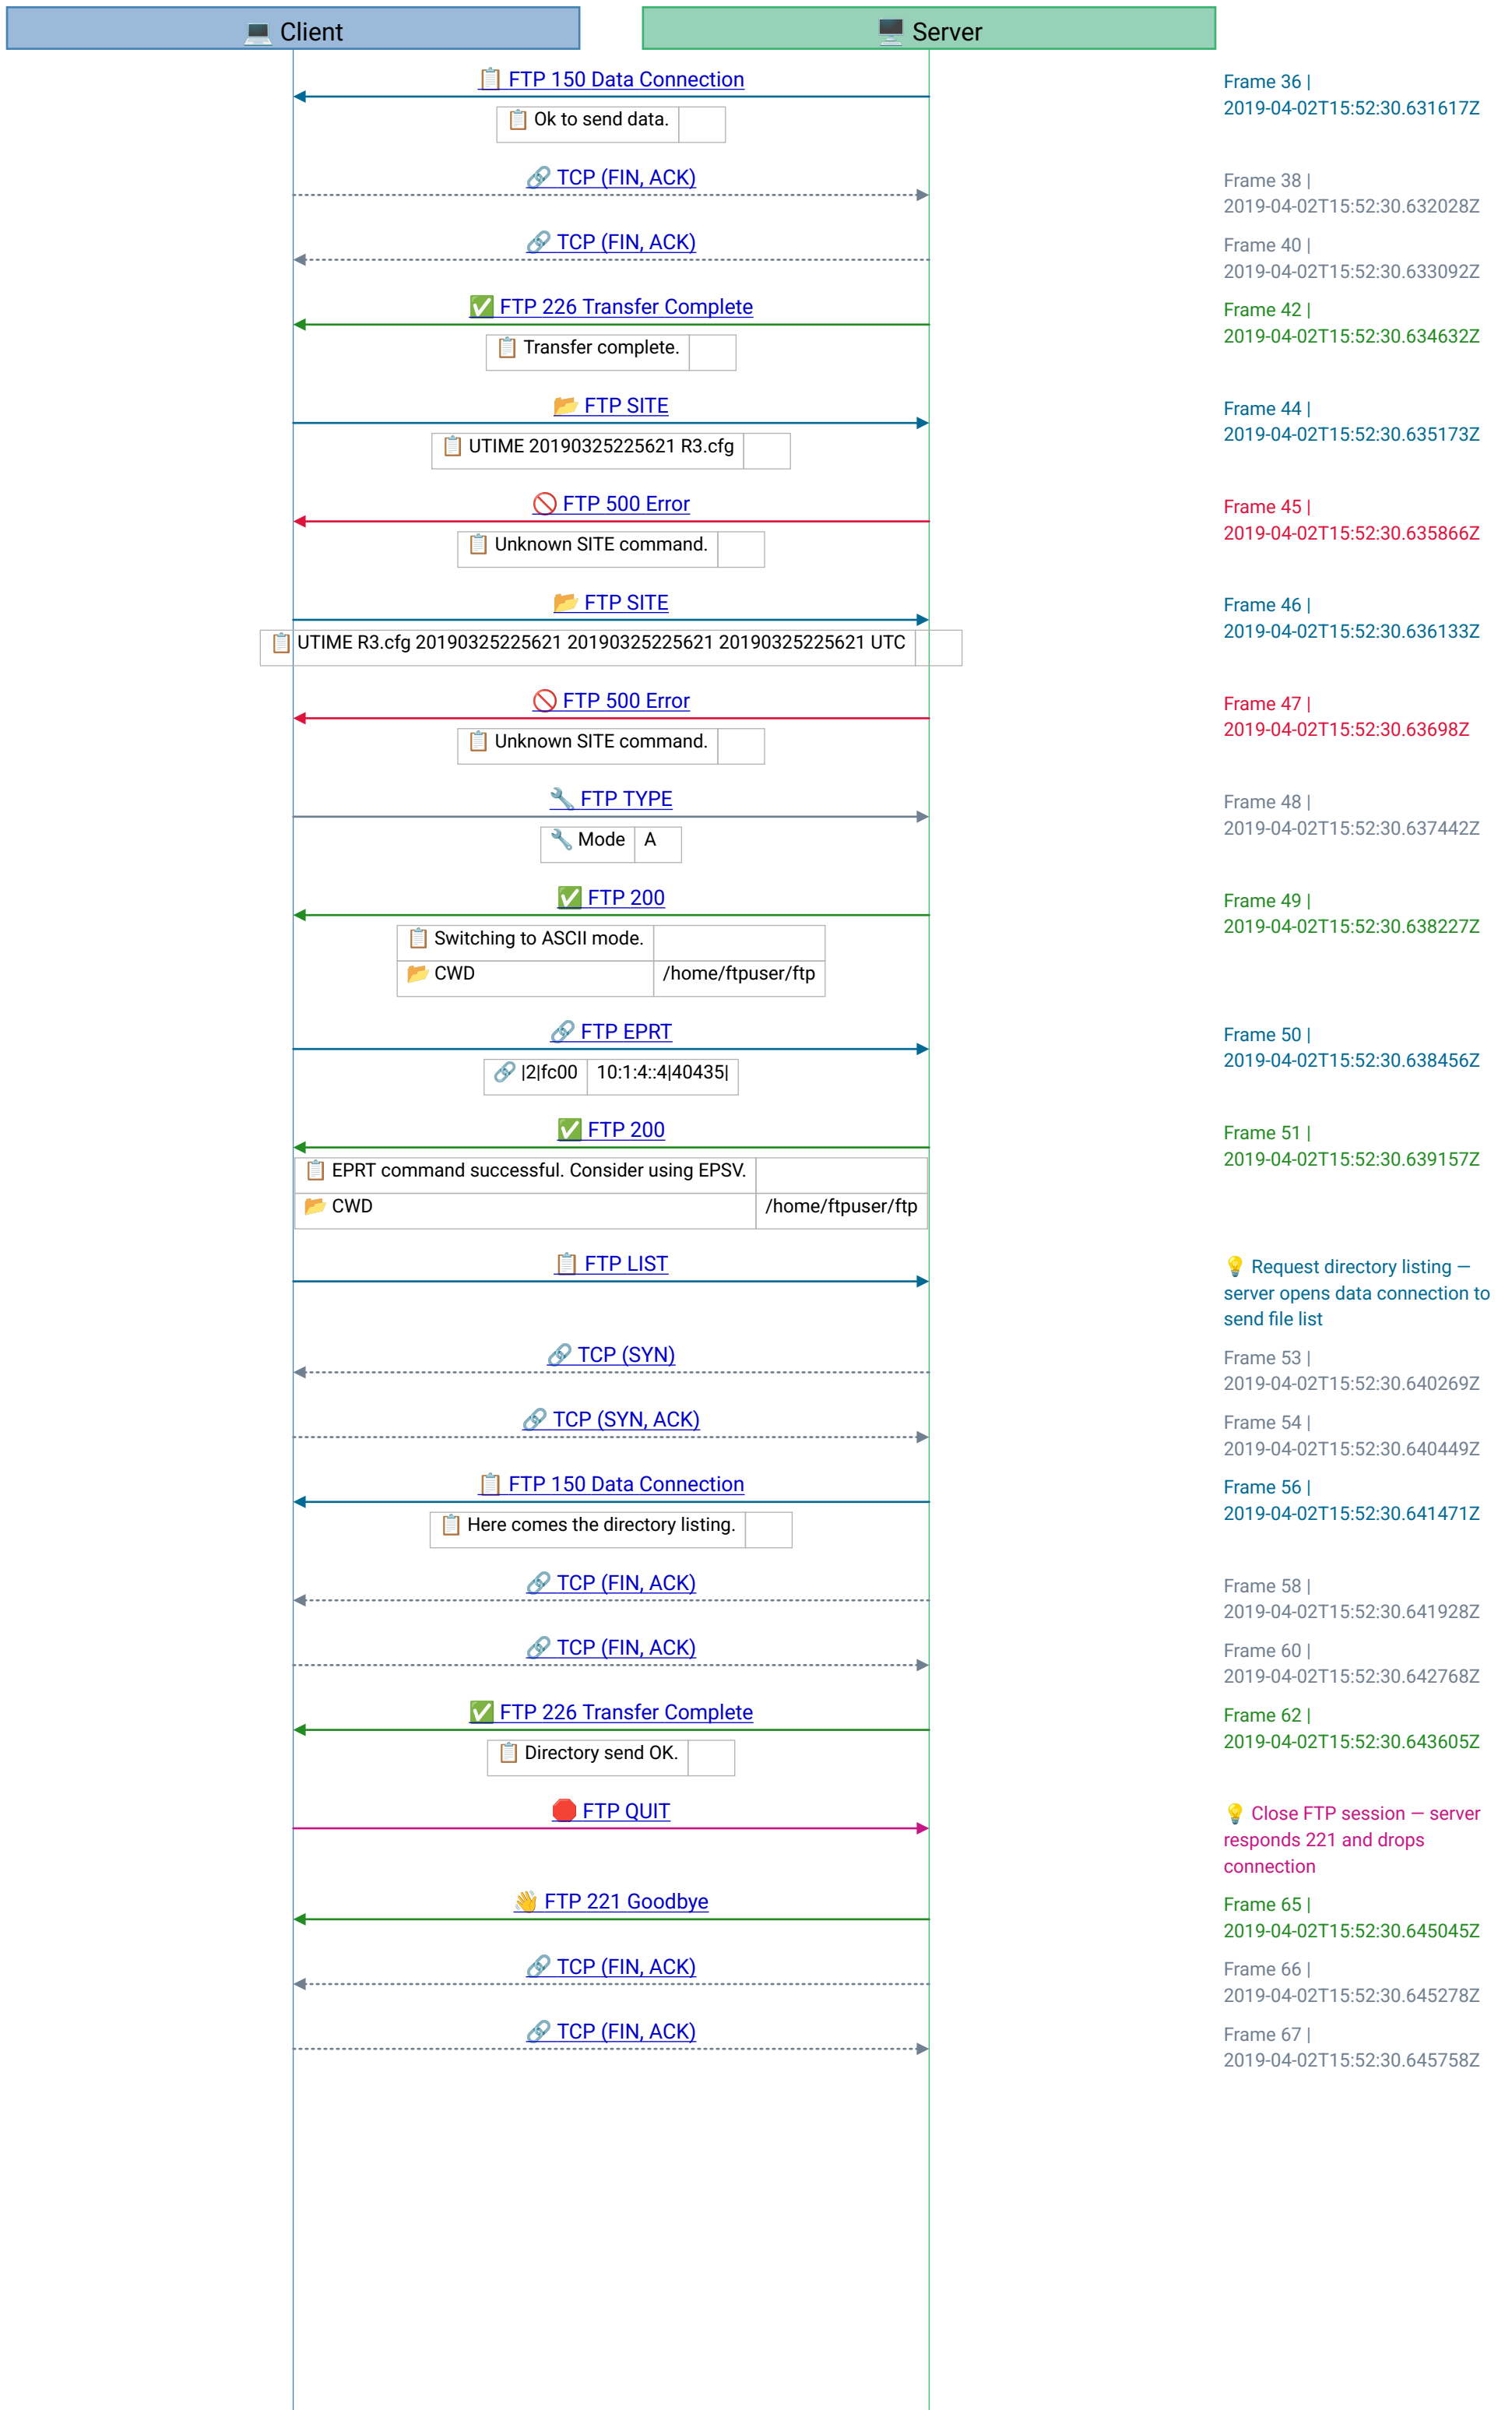 💻 Client
🖥️ Server
📋 FTP 150 Data Connection
Frame 36 |
2019-04-02T15:52:30.631617Z
📋 Ok to send data.
🔗 TCP (FIN, ACK)
Frame 38 |
2019-04-02T15:52:30.632028Z
🔗 TCP (FIN, ACK)
Frame 40 |
2019-04-02T15:52:30.633092Z
✅ FTP 226 Transfer Complete
Frame 42 |
2019-04-02T15:52:30.634632Z
📋 Transfer complete.
📂 FTP SITE
Frame 44 |
2019-04-02T15:52:30.635173Z
📋 UTIME 20190325225621 R3.cfg
🚫 FTP 500 Error
Frame 45 |
2019-04-02T15:52:30.635866Z
📋 Unknown SITE command.
📂 FTP SITE
Frame 46 |
2019-04-02T15:52:30.636133Z
📋 UTIME R3.cfg 20190325225621 20190325225621 20190325225621 UTC
🚫 FTP 500 Error
Frame 47 |
2019-04-02T15:52:30.63698Z
📋 Unknown SITE command.
🔧 FTP TYPE
Frame 48 |
2019-04-02T15:52:30.637442Z
🔧 Mode A
✅ FTP 200
Frame 49 |
2019-04-02T15:52:30.638227Z
📋 Switching to ASCII mode.
📂 CWD /home/ftpuser/ftp
🔗 FTP EPRT
Frame 50 |
2019-04-02T15:52:30.638456Z
🔗 |2|fc00 10:1:4::4|40435|
✅ FTP 200
Frame 51 |
2019-04-02T15:52:30.639157Z
📋 EPRT command successful. Consider using EPSV.
📂 CWD /home/ftpuser/ftp
📋 FTP LIST
💡 Request directory listing —
server opens data connection to
send file list
🔗 TCP (SYN)
Frame 53 |
2019-04-02T15:52:30.640269Z
🔗 TCP (SYN, ACK)
Frame 54 |
2019-04-02T15:52:30.640449Z
📋 FTP 150 Data Connection
Frame 56 |
2019-04-02T15:52:30.641471Z
📋 Here comes the directory listing.
🔗 TCP (FIN, ACK)
Frame 58 |
2019-04-02T15:52:30.641928Z
🔗 TCP (FIN, ACK)
Frame 60 |
2019-04-02T15:52:30.642768Z
✅ FTP 226 Transfer Complete
Frame 62 |
2019-04-02T15:52:30.643605Z
📋 Directory send OK.
🛑 FTP QUIT
💡 Close FTP session — server
responds 221 and drops
connection
👋 FTP 221 Goodbye
Frame 65 |
2019-04-02T15:52:30.645045Z
🔗 TCP (FIN, ACK)
Frame 66 |
2019-04-02T15:52:30.645278Z
🔗 TCP (FIN, ACK)
Frame 67 |
2019-04-02T15:52:30.645758Z